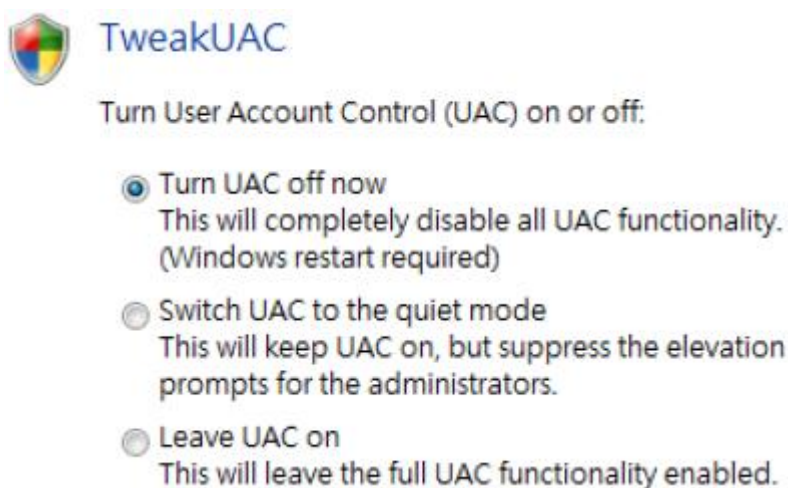 TweakUAC
Turn User Account Control (UAC) on or off:
Turn UAC off now
This will completely disable all UAC functionality.
(Windows restart required)
Switch UAC to the quiet mode
This will keep UAC on, but suppress the elevation
prompts for the administrators.
Leave UAC on
This will leave the full UAC functionality enabled.